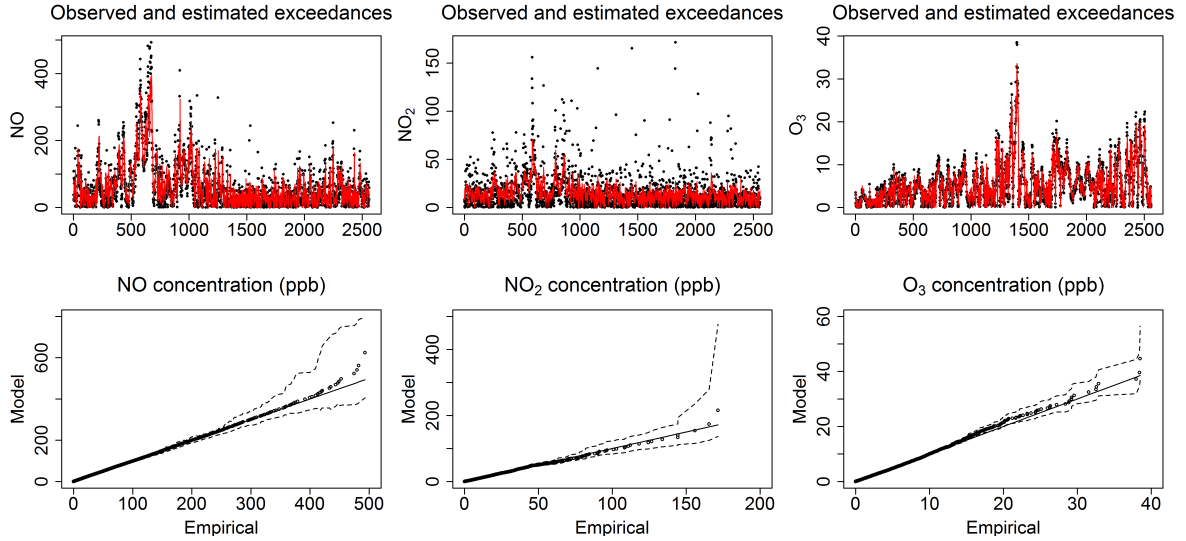 Observed and estimated exceedances
Observed and estimated exceedances
Observed and estimated exceedances
NO
0 200 400
0 500 1000 1500 2000 2500
NO₂
0 50 100 150
0 500 1000 1500 2000 2500
O₃
0 10 20 30 40
0 500 1000 1500 2000 2500
NO concentration (ppb)
NO₂ concentration (ppb)
O₃ concentration (ppb)
Model
0 200 600
0 100 200 300 400 500
Empirical
Model
0 200 400
0 50 100 150 200
Empirical
Model
0 20 40 60
0 10 20 30 40
Empirical